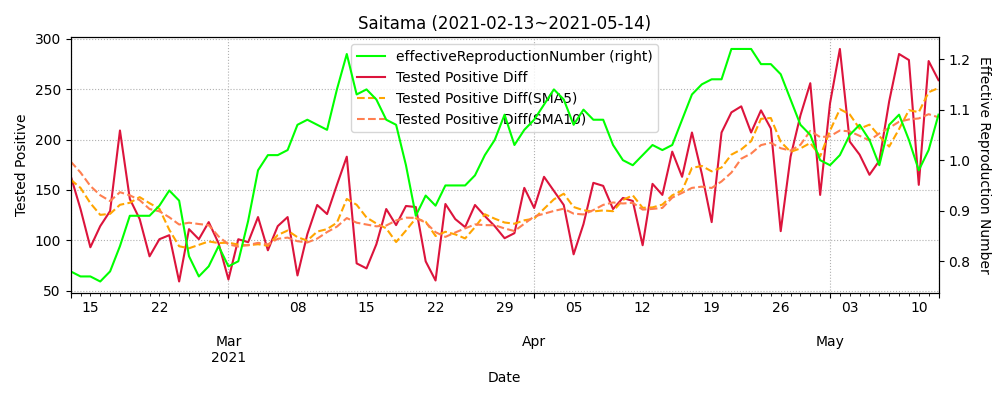 Saitama (2021-02-13~2021-05-14)
effectiveReproductionNumber (right)
Tested Positive Diff
Tested Positive Diff(SMA5)
Tested Positive Diff(SMA10)
Tested Positive
300
250
200
150
100
50
Effective Reproduction Number
1.2
1.1
1.0
0.9
0.8
15 22 08 15 22 29 05 12 19 26 03 10
Mar Apr May
2021
Date